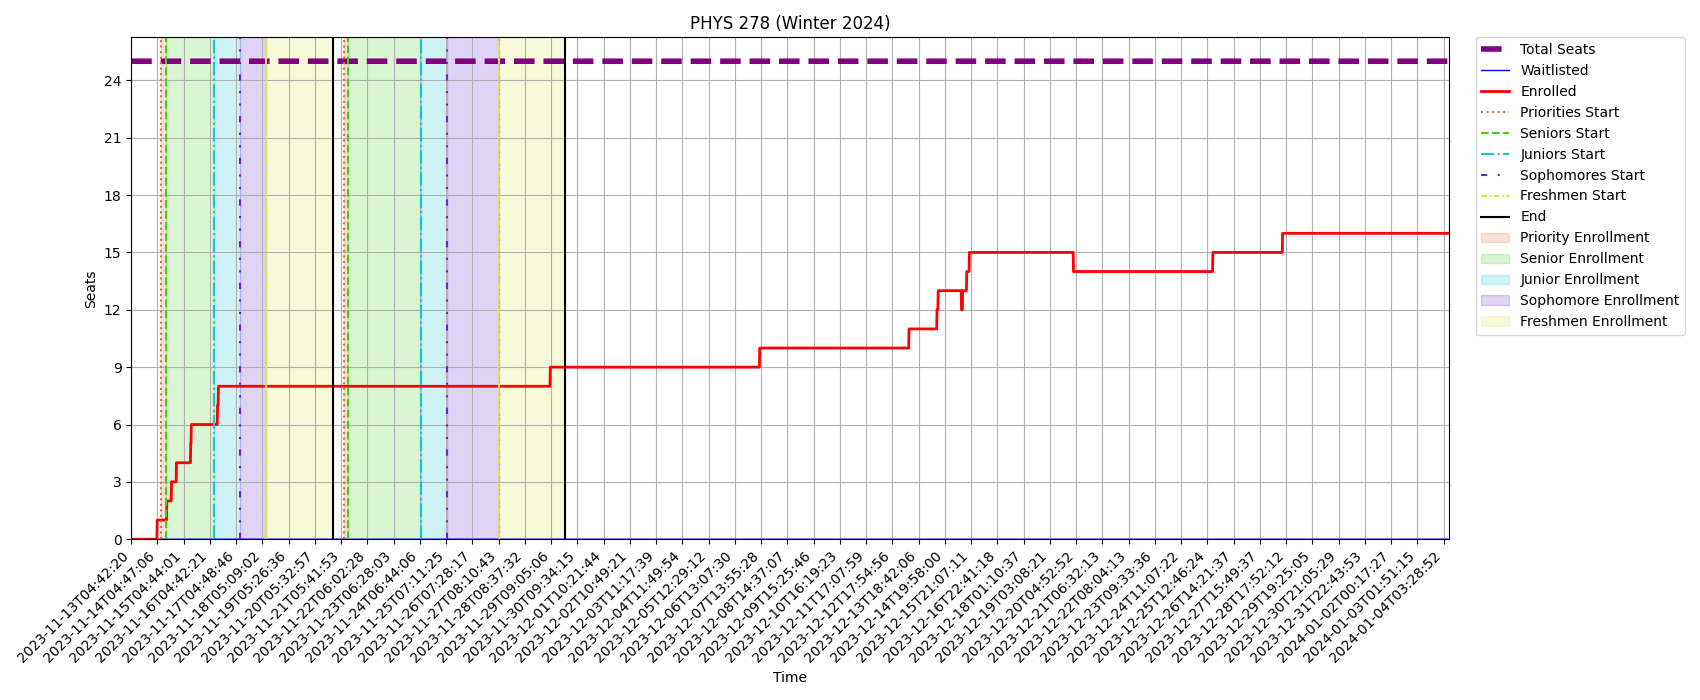 PHYS 278 (Winter 2024)
Seats
24
21
18
15
12
9
6
3
0
2023-11-13T04:42:20
2023-11-14T04:47:06
2023-11-15T04:44:01
2023-11-16T04:42:21
2023-11-17T04:48:46
2023-11-18T05:09:02
2023-11-19T05:26:36
2023-11-20T05:32:57
2023-11-21T05:41:53
2023-11-22T06:02:28
2023-11-23T06:28:03
2023-11-24T06:44:06
2023-11-25T07:11:25
2023-11-27T06:28:17
2023-11-28T08:10:43
2023-11-28T08:37:32
2023-11-29T09:05:06
2023-11-30T09:34:15
2023-12-01T10:21:44
2023-12-02T10:49:21
2023-12-03T11:17:39
2023-12-04T11:49:54
2023-12-05T12:29:12
2023-12-06T13:07:30
2023-12-07T13:55:28
2023-12-08T14:37:07
2023-12-09T15:25:46
2023-12-10T16:19:23
2023-12-11T17:07:59
2023-12-12T17:54:56
2023-12-13T18:42:06
2023-12-14T19:58:00
2023-12-15T21:07:11
2023-12-16T22:41:18
2023-12-18T01:10:37
2023-12-19T03:08:21
2023-12-20T04:52:52
2023-12-21T06:32:13
2023-12-22T08:04:13
2023-12-23T09:33:36
2023-12-24T11:07:22
2023-12-25T12:46:24
2023-12-26T14:21:37
2023-12-27T15:49:37
2023-12-28T17:52:12
2023-12-29T19:25:05
2023-12-30T21:05:29
2023-12-31T22:43:53
2024-01-02T00:17:27
2024-01-03T01:51:15
2024-01-04T03:28:52
Time
Total Seats
Waitlisted
Enrolled
Priorities Start
Seniors Start
Juniors Start
Sophomores Start
Freshmen Start
End
Priority Enrollment
Senior Enrollment
Junior Enrollment
Sophomore Enrollment
Freshmen Enrollment